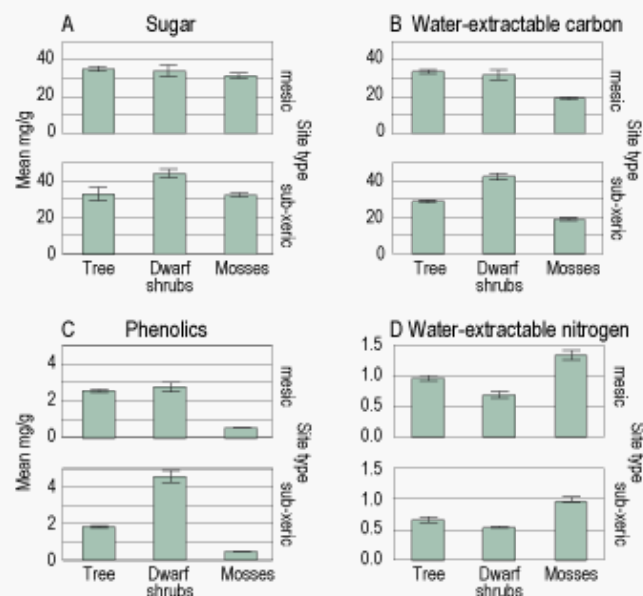 A Sugar
40
20
0
mesic
40
20
0
sub-xeric
Mean mg/g
Site type
Tree Dwarf shrubs Mosses
B Water-extractable carbon
40
20
0
mesic
40
20
0
sub-xeric
Site type
Tree Dwarf shrubs Mosses
C Phenolics
4
2
0
mesic
4
2
0
sub-xeric
Mean mg/g
Site type
Tree Dwarf shrubs Mosses
D Water-extractable nitrogen
1.5
1.0
0.5
0.0
mesic
1.5
1.0
0.5
0.0
sub-xeric
Site type
Tree Dwarf shrubs Mosses